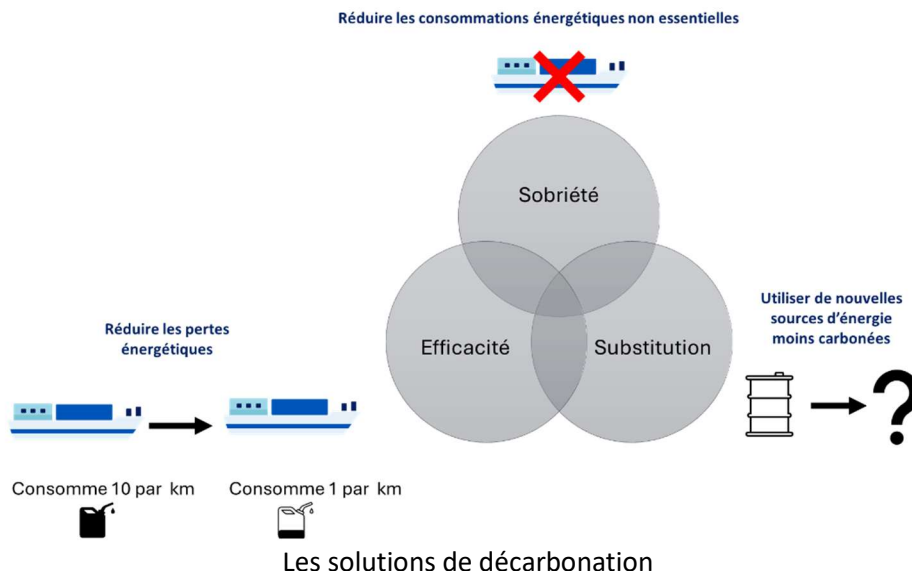 Réduire les consommations énergétiques non essentielles
Sobriété
Utiliser de nouvelles
sources d'énergie
moins carbonées
Réduire les pertes
énergétiques
Efficacité
Substitution
Consomme 10 par km
Consomme 1 par km
Les solutions de décarbonation